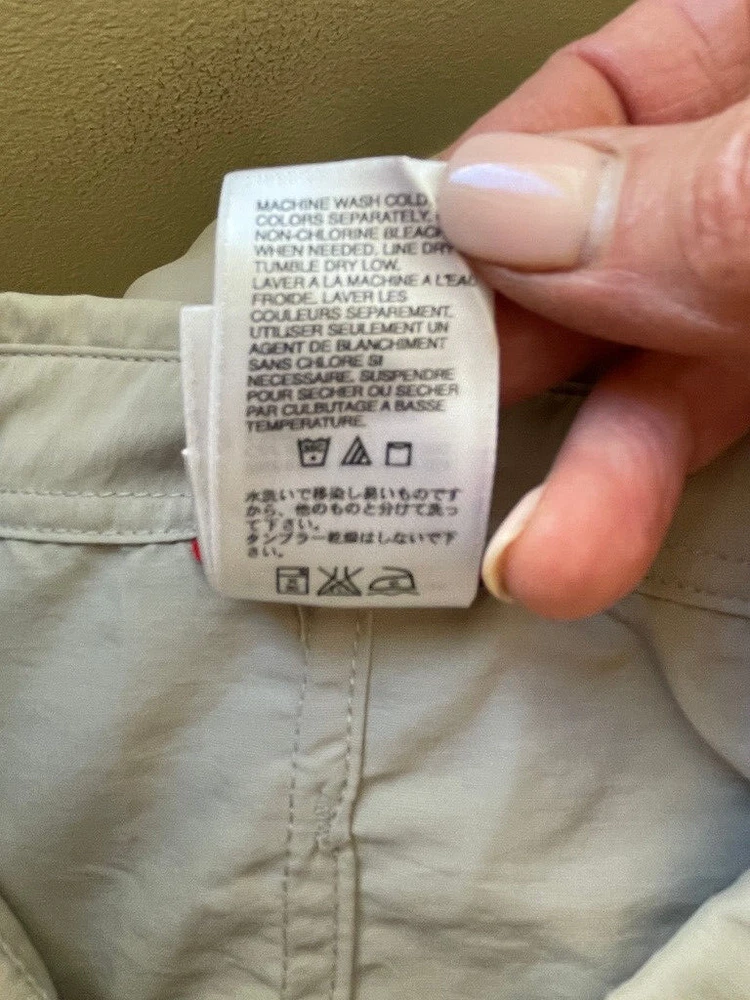 MACHINE WASH COLD,
COLORS SEPARATELY,
NON-CHLORINE BLEACH
WHEN NEEDED. LINE DRY
TUMBLE DRY LOW.
LAVER A LA MACHINE A L'EAU
FROIDE. LAVER LES
COULEURS SEPAREMENT.
UTILISER SEULEMENT UN
AGENT DE BLANCHIMENT
SANS CHLORE SI
NECESSAIRE. SUSPENDRE
POUR SECHER OU SECHER
PAR CULBUTAGE A BASSE
TEMPERATURE.
水洗いで移染し易いものです
から、他のものと分けて洗っ
て下さい。
タンブラー乾燥はしないで下
さい。